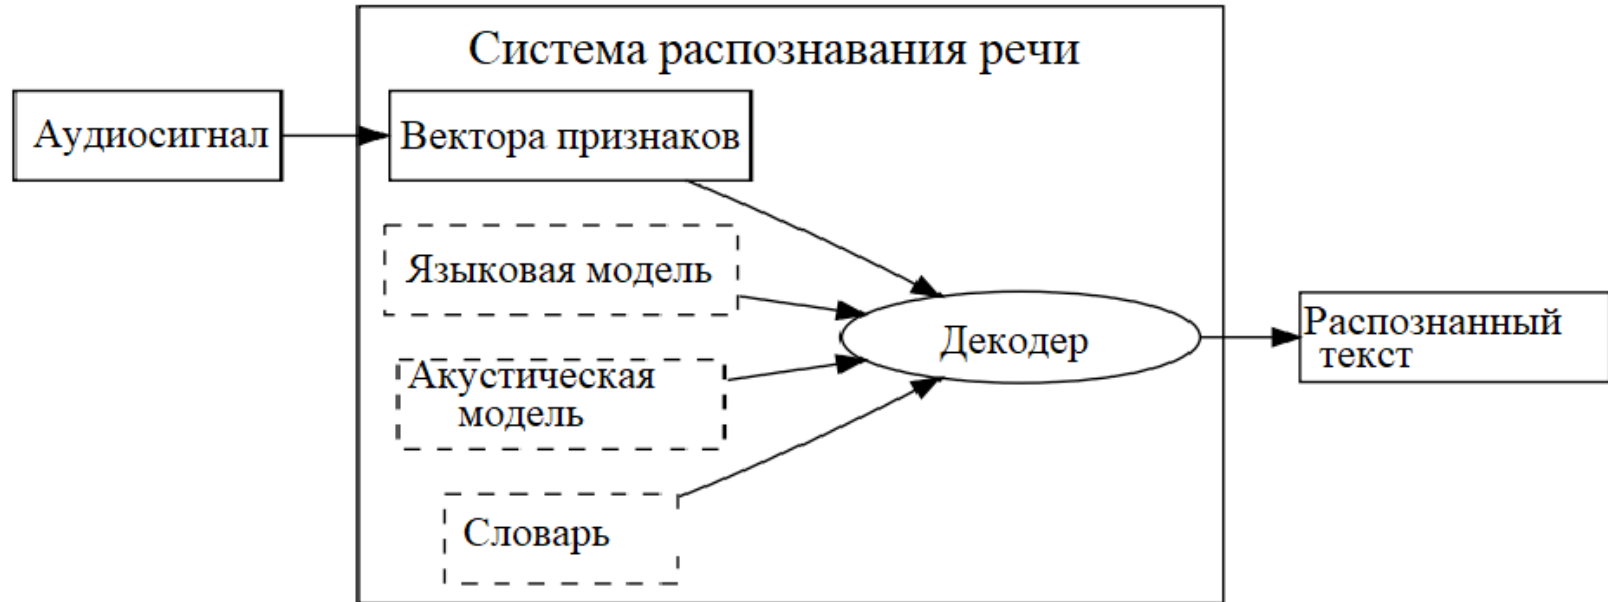 Система распознавания речи
Аудиосигнал
Вектора признаков
Языковая модель
Акустическая
модель
Словарь
Декодер
Распознанный
текст